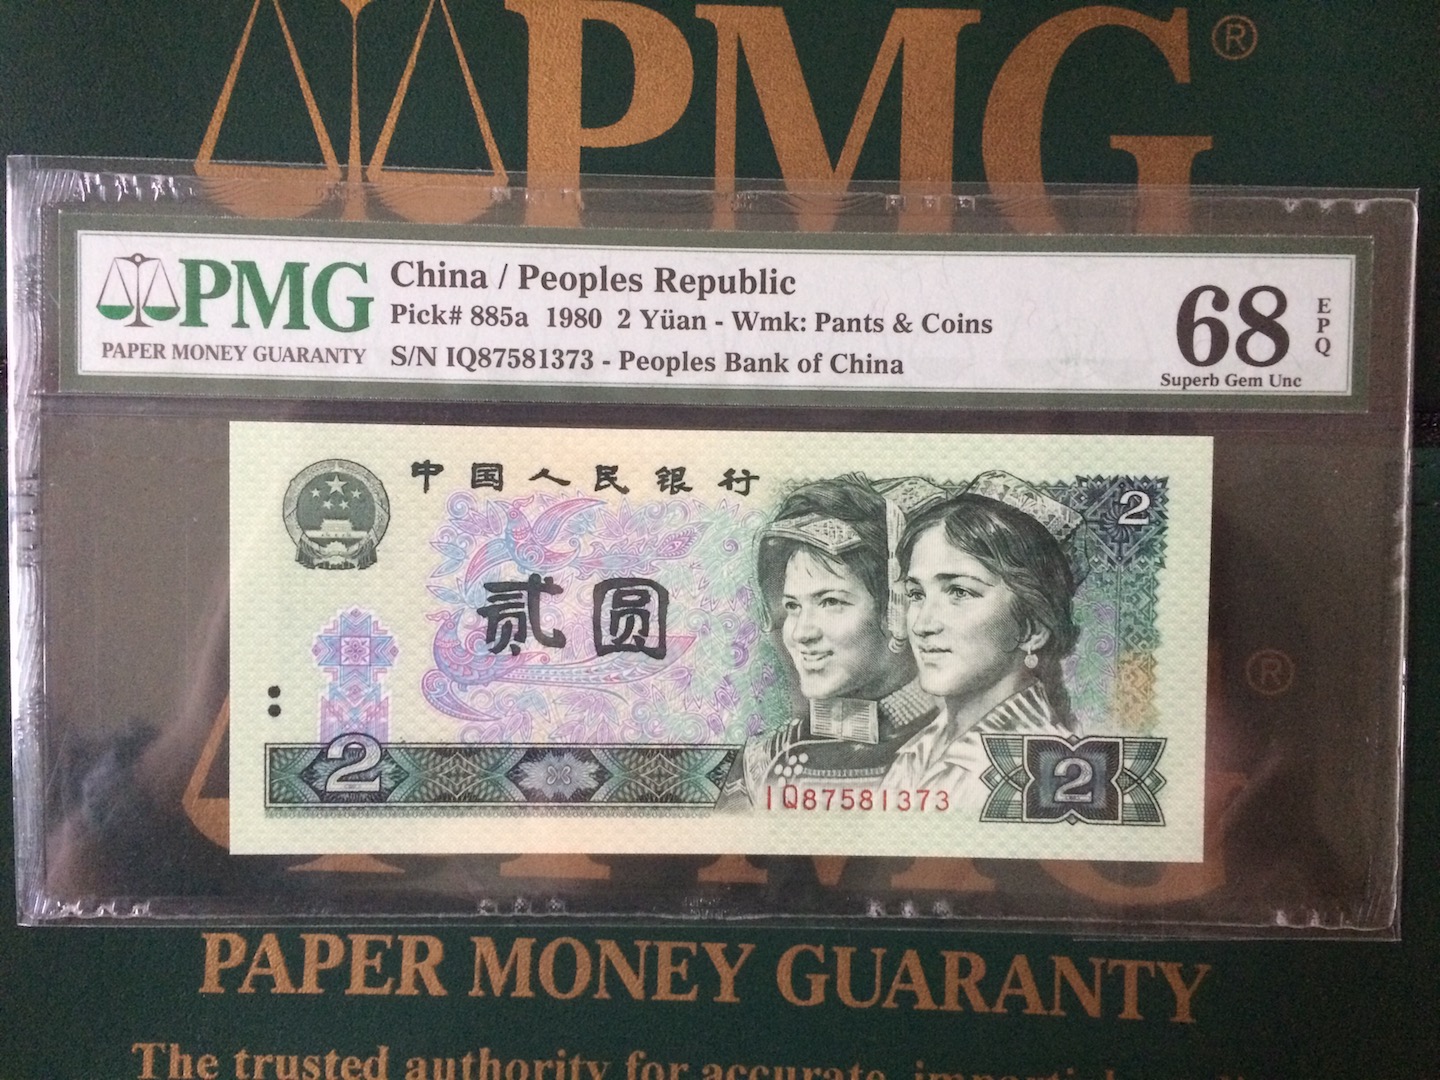 PMG®
PMG
PAPER MONEY GUARANTY
China / Peoples Republic
Pick# 885a 1980 2 Yüan - Wmk: Pants & Coins
S/N IQ87581373 - Peoples Bank of China
68
EPQ
Superb Gem Unc
中国人民银行
2
贰圆
®
2
IQ87581373
2
PAPER MONEY GUARANTY
The trusted authority for accurate,